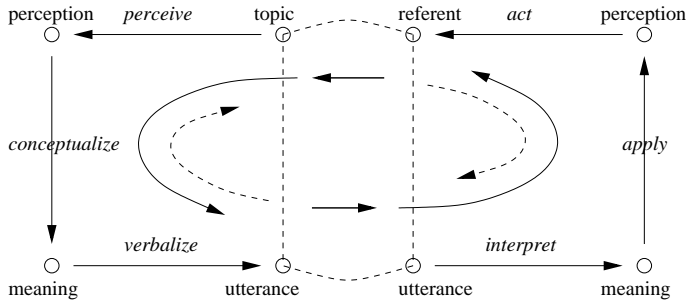 perception perceive topic referent act perception
conceptualize apply
verbalize interpret
meaning utterance utterance meaning